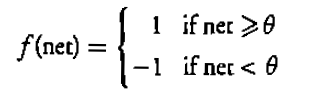 f(net) = { 1 if net ⩾ θ
−1 if net < θ